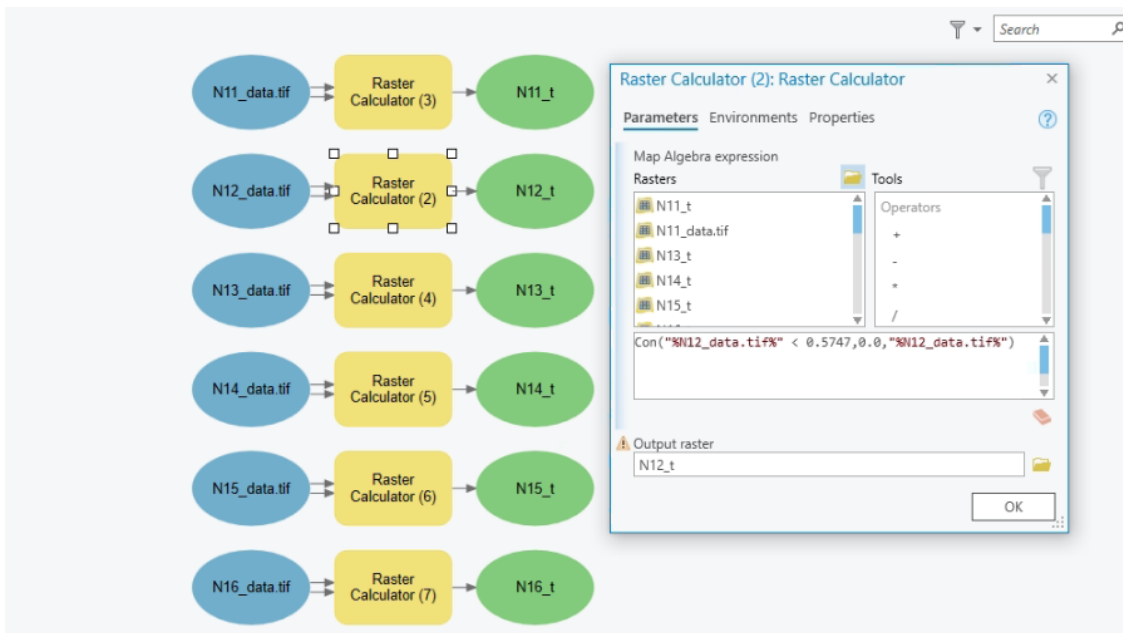 Search
N11_data.tif
Raster
Calculator (3)
N11_t
N12_data.tif
Raster
Calculator (2)
N12_t
N13_data.tif
Raster
Calculator (4)
N13_t
N14_data.tif
Raster
Calculator (5)
N14_t
N15_data.tif
Raster
Calculator (6)
N15_t
N16_data.tif
Raster
Calculator (7)
N16_t
Raster Calculator (2): Raster Calculator
Parameters Environments Properties
Map Algebra expression
Rasters
Tools
N11_t
N11_data.tif
N13_t
N14_t
N15_t
Operators
+
-
*
/
Con("%N12_data.tif%" < 0.5747,0.0,"%N12_data.tif%")
Output raster
N12_t
OK